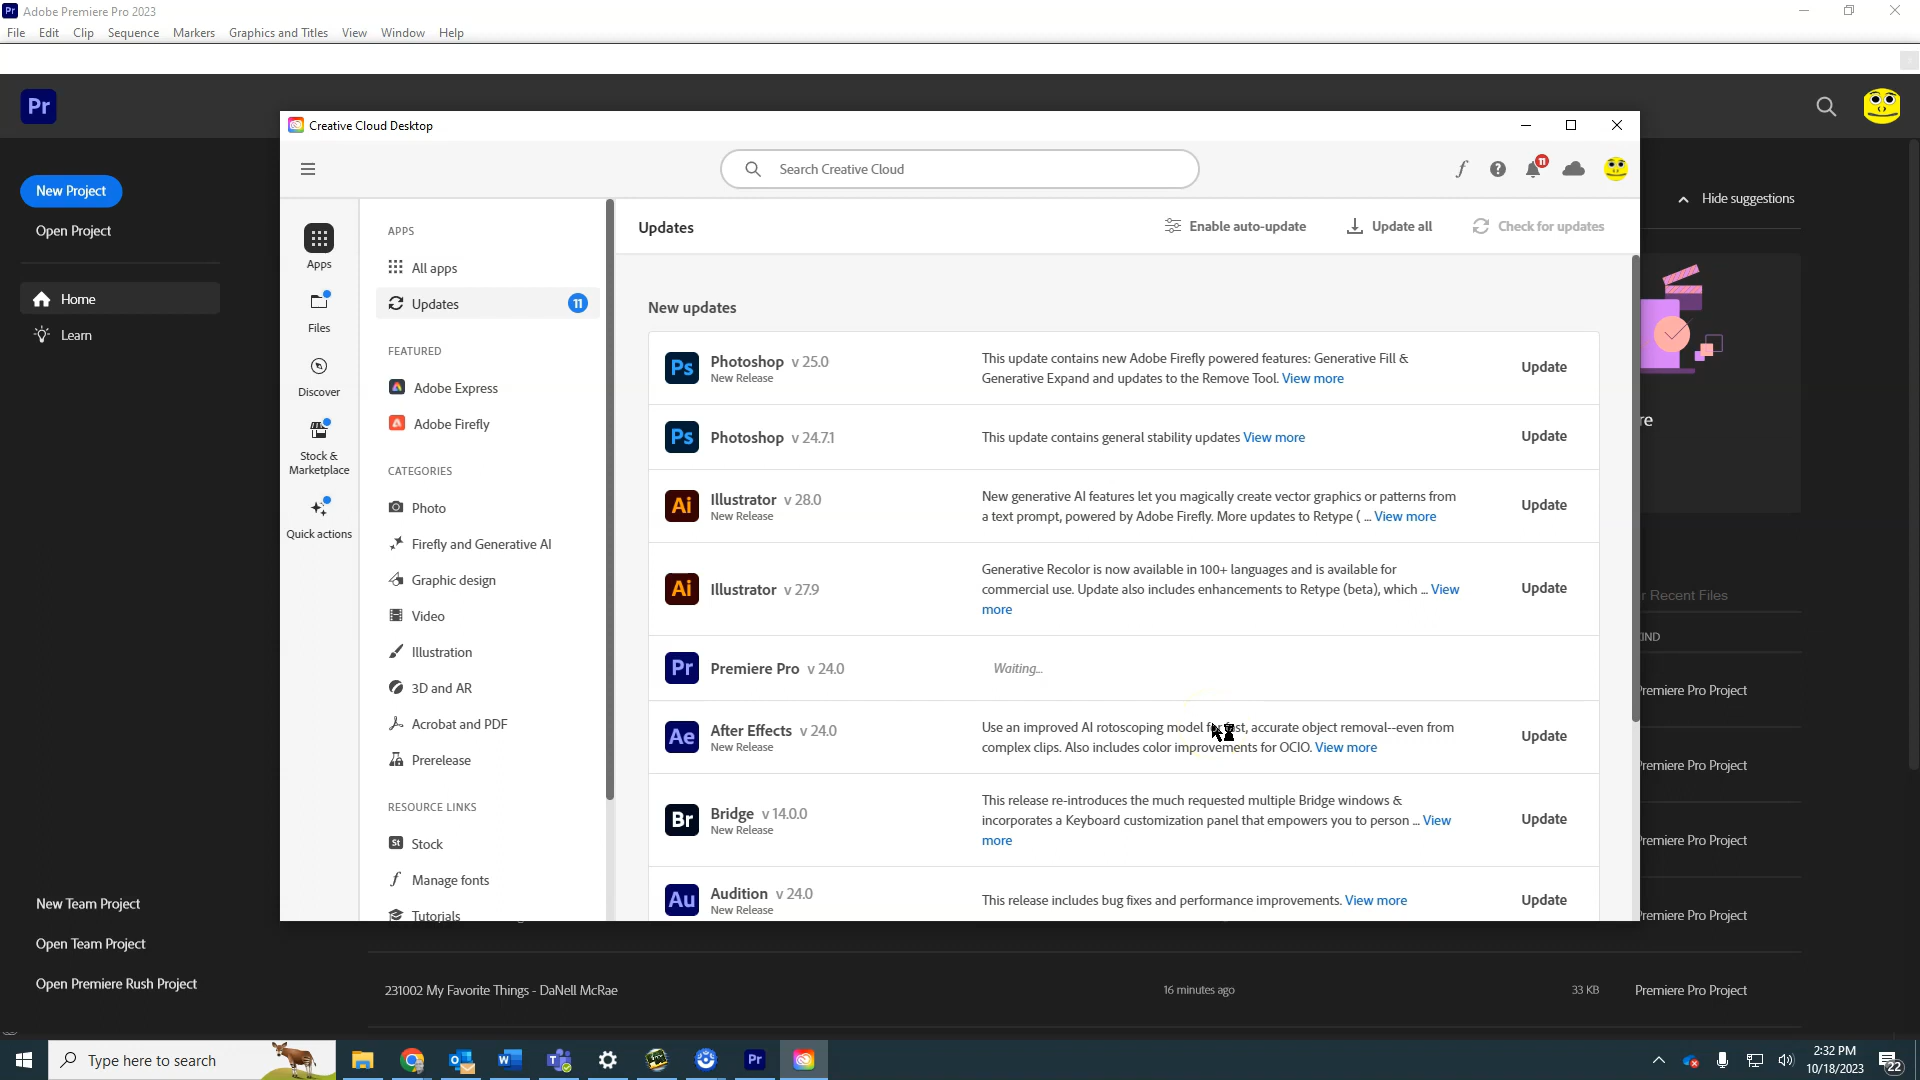 Pr Adobe Premiere Pro 2023
File Edit Clip Sequence Markers Graphics and Titles View Window Help
Pr
Creative Cloud Desktop
Search Creative Cloud
11
New Project
Open Project
Home
Learn
Hide suggestions
Apps
Files
Discover
Stock &
Marketplace
Quick actions
APPS
All apps
Updates 11
FEATURED
Adobe Express
Adobe Firefly
CATEGORIES
Photo
Firefly and Generative AI
Graphic design
Video
Illustration
3D and AR
Acrobat and PDF
Prerelease
RESOURCE LINKS
St Stock
Manage fonts
Tutorials
Updates Enable auto-update Update all Check for updates
New updates
Ps Photoshop v 25.0
New Release
This update contains new Adobe Firefly powered features: Generative Fill &
Generative Expand and updates to the Remove Tool. View more
Update
Ps Photoshop v 24.7.1
This update contains general stability updates View more
Update
Ai Illustrator v 28.0
New Release
New generative AI features let you magically create vector graphics or patterns from
a text prompt, powered by Adobe Firefly. More updates to Retype ( ... View more
Update
Ai Illustrator v 27.9
Generative Recolor is now available in 100+ languages and is available for
commercial use. Update also includes enhancements to Retype (beta), which ... View
more
Update
Pr Premiere Pro v 24.0
Waiting...
Ae After Effects v 24.0
New Release
Use an improved AI rotoscoping model for fast, accurate object removal--even from
complex clips. Also includes color improvements for OCIO. View more
Update
Br Bridge v 14.0.0
New Release
This release re-introduces the much requested multiple Bridge windows &
incorporates a Keyboard customization panel that empowers you to person ... View
more
Update
Au Audition v 24.0
New Release
This release includes bug fixes and performance improvements. View more
Update
re
r Recent Files
IND
Premiere Pro Project
Premiere Pro Project
Premiere Pro Project
Premiere Pro Project
New Team Project
Open Team Project
Open Premiere Rush Project
231002 My Favorite Things - DaNell McRae 16 minutes ago 33 KB Premiere Pro Project
Type here to search
Pr
2:32 PM
10/18/2023
22